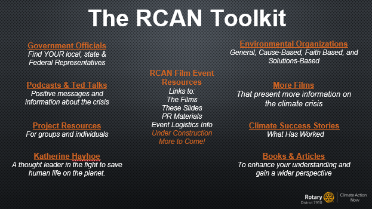 The RCAN Toolkit
Government Officials
Find YOUR local, state &
Federal Representatives
Podcasts & Ted Talks
Positive messages and
information about the crisis
Project Resources
For groups and individuals
Katherine Hayhoe
A thought leader in the fight to save
human life on the planet.
RCAN Film Event
Resources
Links to:
The Films
These Slides
PR Materials
Event Logistics Info
Under Construction
More to Come!
Environmental Organizations
General, Cause-Based, Faith Based, and
Solutions-Based
More Films
That present more information on
the climate crisis
Climate Success Stories
What Has Worked
Books & Articles
To enhance your understanding and
gain a wider perspective
Rotary
Climate Action
Now